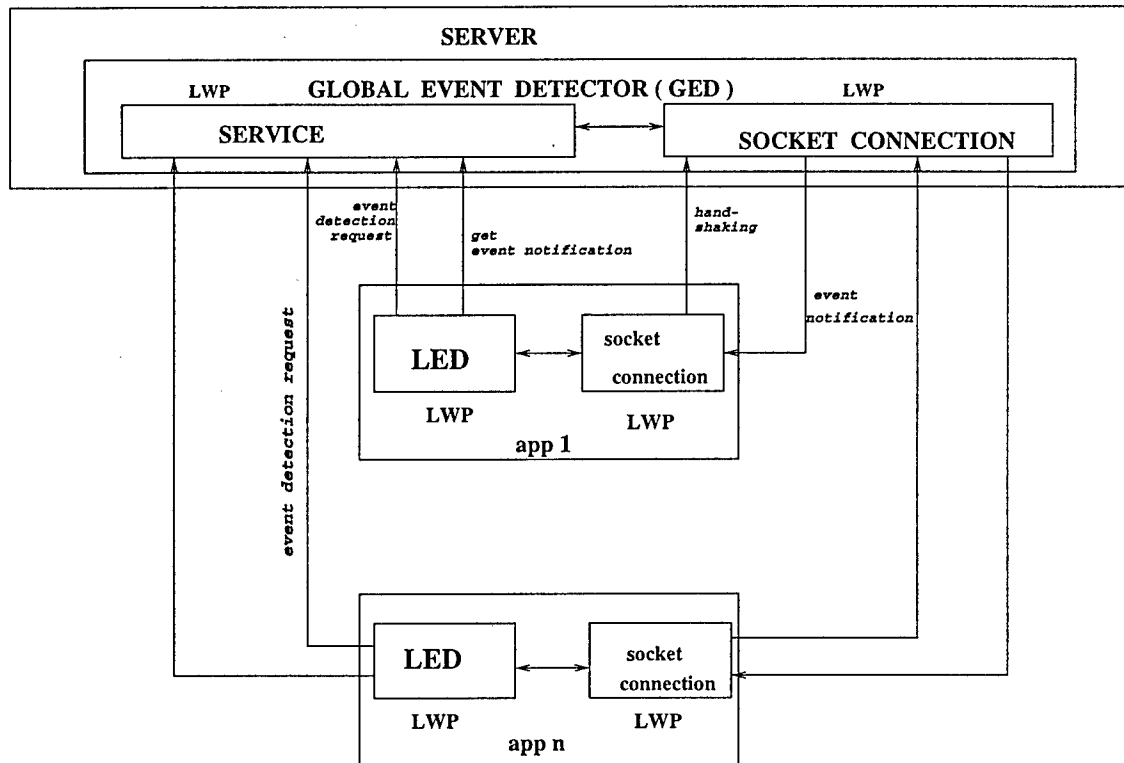 SERVER
LWP
GLOBAL EVENT DETECTOR ( GED )
LWP
SERVICE
SOCKET CONNECTION
event
detection
request
get
event notification
hand-
shaking
event
notification
event detection request
LED
socket
connection
LWP
LWP
app 1
LED
socket
connection
LWP
LWP
app n